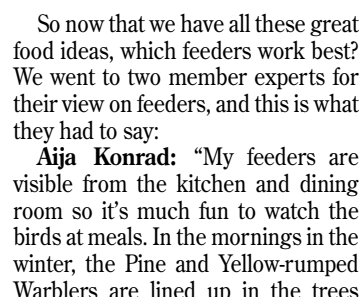 So now that we have all these great
food ideas, which feeders work best?
We went to two member experts for
their view on feeders, and this is what
they had to say:
Aija Konrad: “My feeders are
visible from the kitchen and dining
room so it's much fun to watch the
birds at meals. In the mornings in the
winter, the Pine and Yellow-rumped
Warblers are lined up in the trees